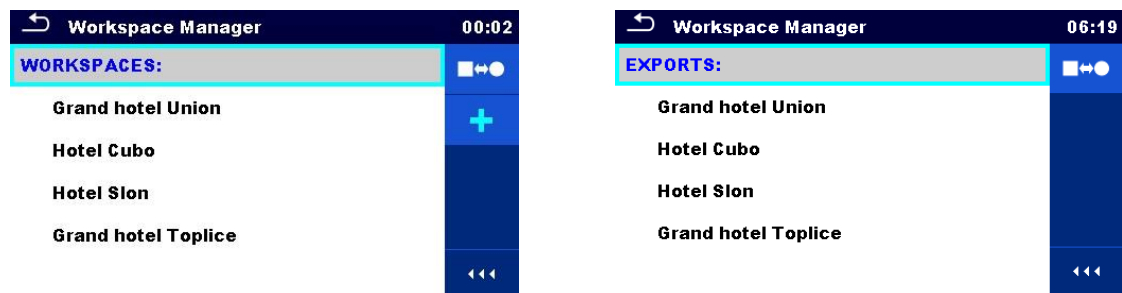 Workspace Manager 00:02
WORKSPACES:
Grand hotel Union
Hotel Cubo
Hotel Slon
Grand hotel Toplice
Workspace Manager 06:19
EXPORTS:
Grand hotel Union
Hotel Cubo
Hotel Slon
Grand hotel Toplice